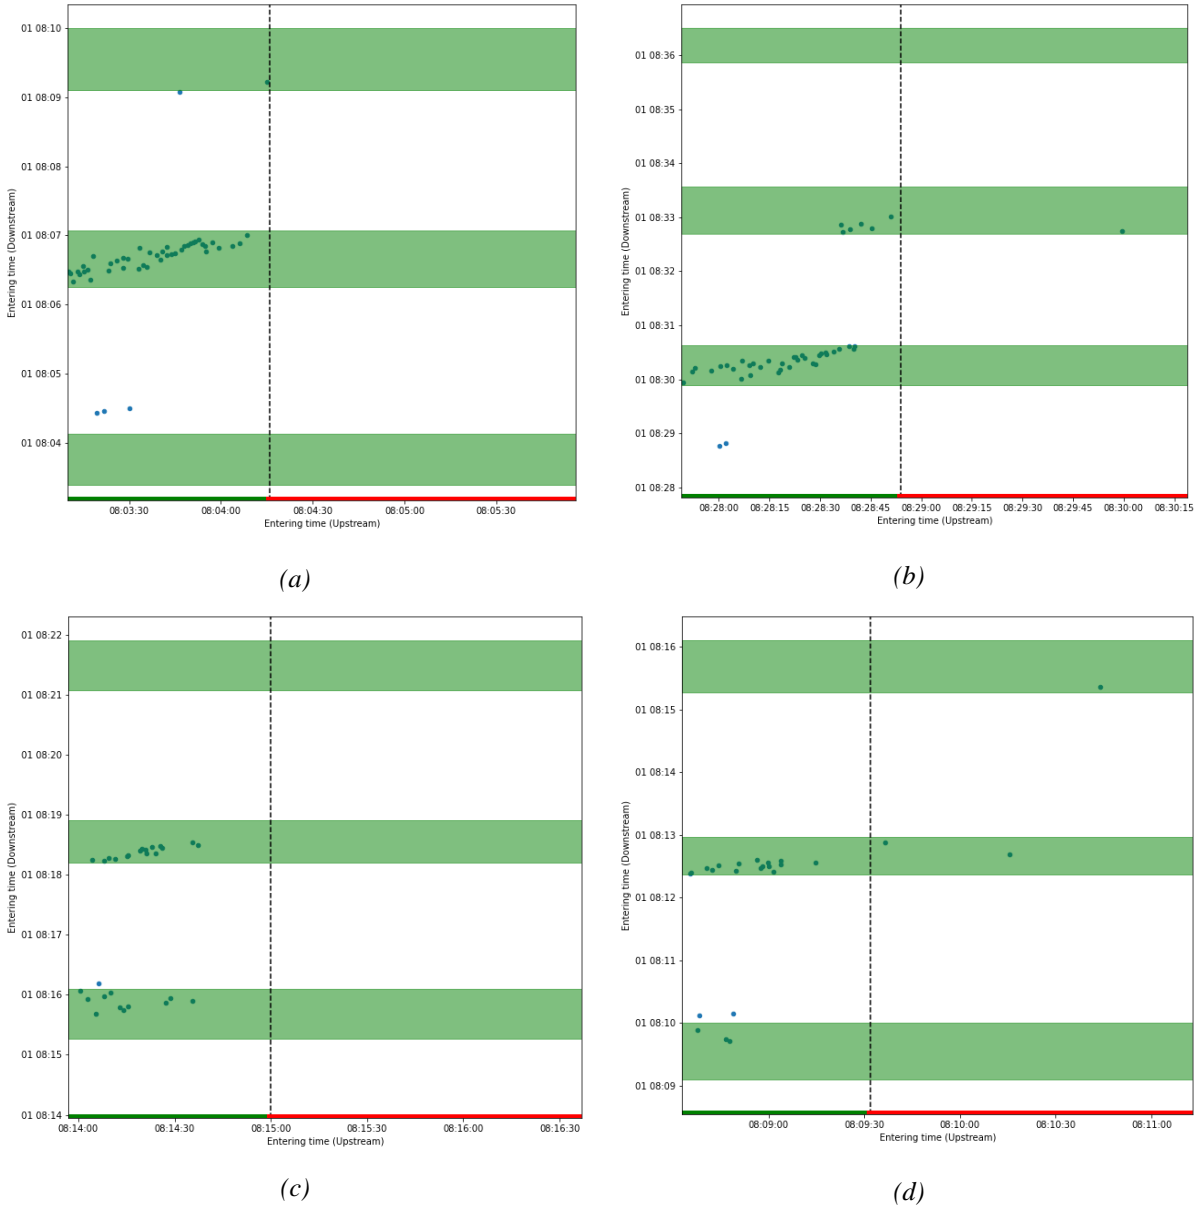 01 08:10
01 08:09
01 08:08
01 08:07
01 08:06
01 08:05
01 08:04
Entering time (Downstream)
08:03:30 08:04:00 08:04:30 08:05:00 08:05:30
Entering time (Upstream)
(a)
01 08:36
01 08:35
01 08:34
01 08:33
01 08:32
01 08:31
01 08:30
01 08:29
01 08:28
Entering time (Downstream)
08:28:00 08:28:15 08:28:30 08:28:45 08:29:00 08:29:15 08:29:30 08:29:45 08:30:00 08:30:15
Entering time (Upstream)
(b)
01 08:22
01 08:21
01 08:20
01 08:19
01 08:18
01 08:17
01 08:16
01 08:15
01 08:14
Entering time (Downstream)
08:14:00 08:14:30 08:15:00 08:15:30 08:16:00 08:16:30
Entering time (Upstream)
(c)
01 08:16
01 08:15
01 08:14
01 08:13
01 08:12
01 08:11
01 08:10
01 08:09
Entering time (Downstream)
08:09:00 08:09:30 08:10:00 08:10:30 08:11:00
Entering time (Upstream)
(d)